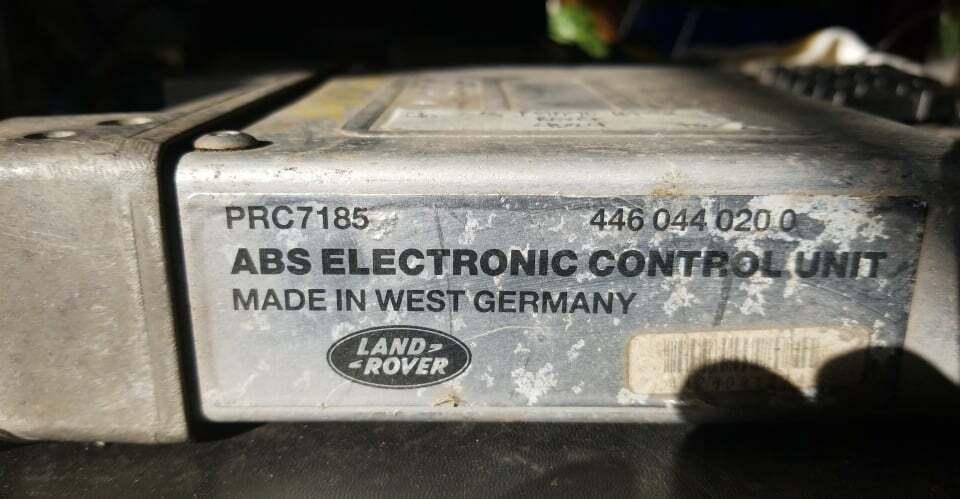 PRC7185 446 044 020 0
ABS ELECTRONIC CONTROL UNIT
MADE IN WEST GERMANY
LAND
ROVER